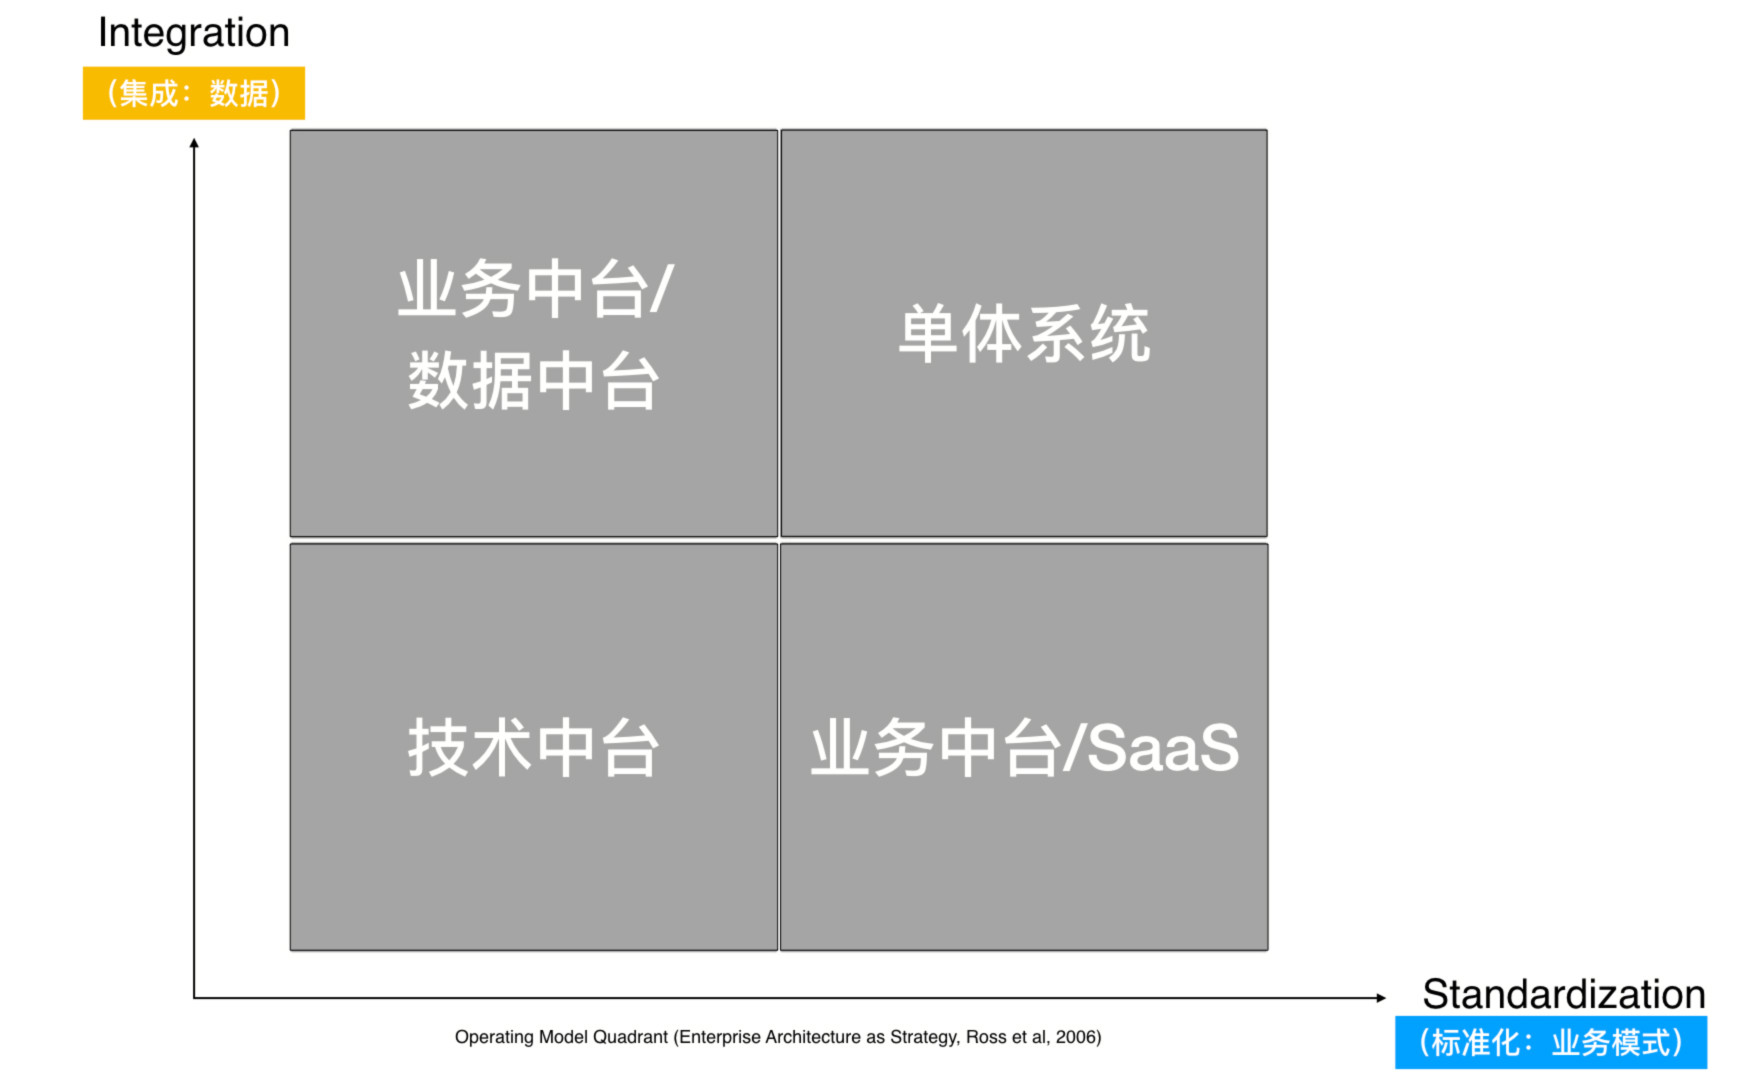 Integration
（集成：数据）
业务中台/
数据中台
单体系统
技术中台
业务中台/SaaS
Standardization
（标准化：业务模式）
Operating Model Quadrant (Enterprise Architecture as Strategy, Ross et al, 2006)